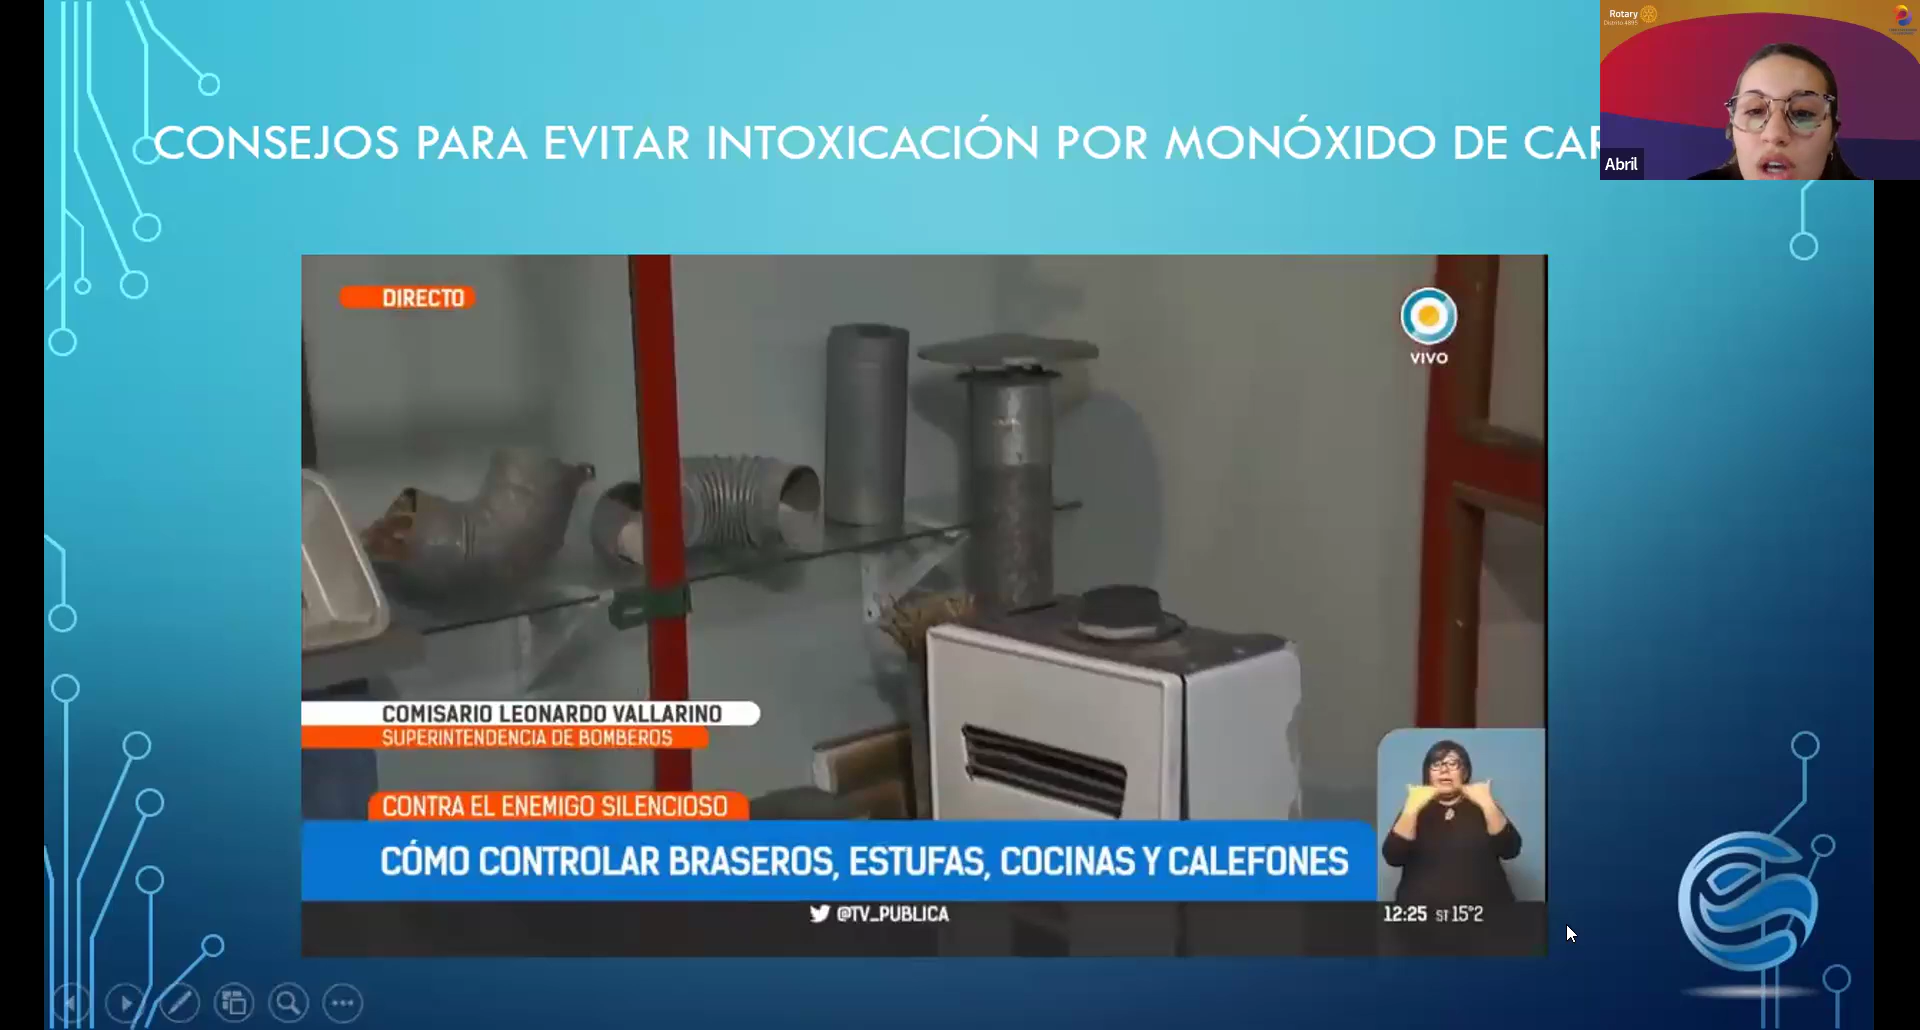 Rotary
Distrito 4895
CONSEJOS PARA EVITAR INTOXICACIÓN POR MONÓXIDO DE CAR
Abril
DIRECTO
VIVO
COMISARIO LEONARDO VALLARINO
SUPERINTENDENCIA DE BOMBEROS
CONTRA EL ENEMIGO SILENCIOSO
CÓMO CONTROLAR BRASEROS, ESTUFAS, COCINAS Y CALEFONES
@TV_PUBLICA
12:25 ST 15°2